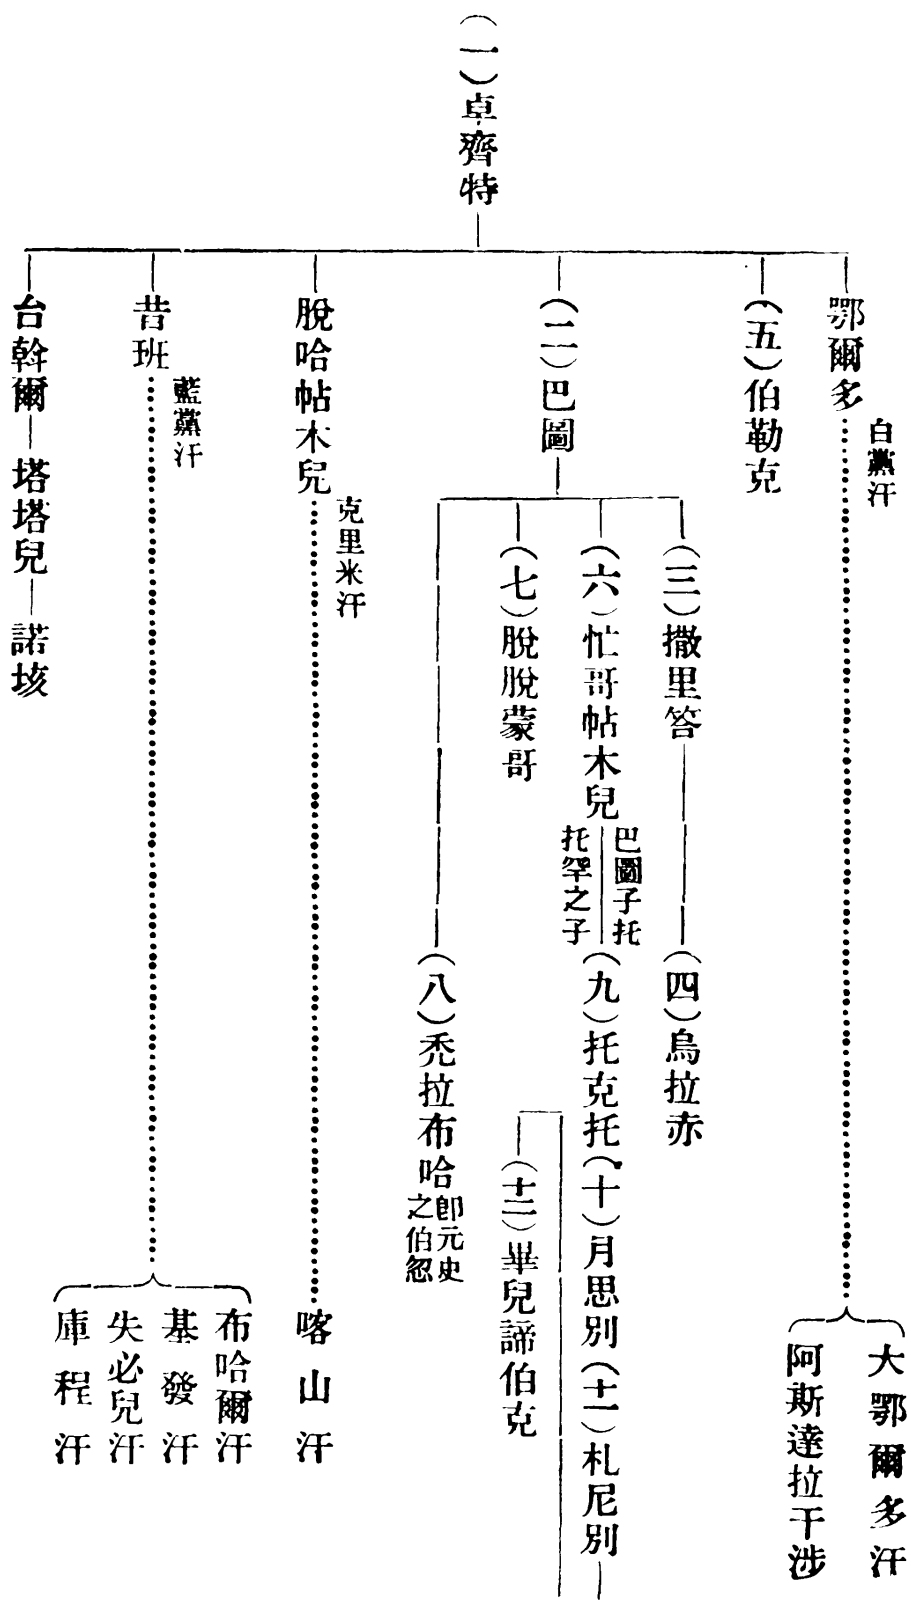 (一)卓齊特
鄂爾多
白黨汗
大鄂爾多汗
阿斯達拉干涉
(五)伯勒克
(二)巴圖
(三)撒里答
(四)烏拉赤
(六)忙哥帖木兒
巴圖子托
托罕之子
(九)托克托(十)月思別(十一)札尼別
(十二)畢兒諦伯克
(七)脫脫蒙哥
(八)禿拉布哈
卽元史
之伯忽
脫哈帖木兒
克里米汗
喀山汗
昔班
藍黨汗
布哈爾汗
基發汗
失必兒汗
庫程汗
台斡爾
塔塔兒
諾垓